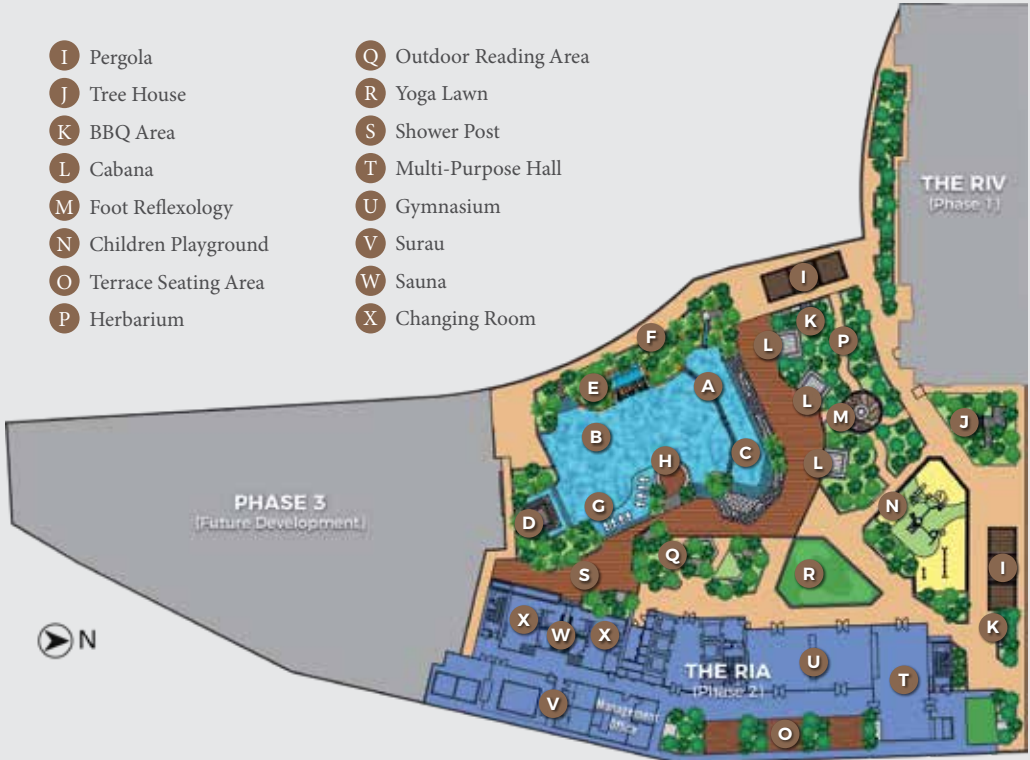 I Pergola
J Tree House
K BBQ Area
L Cabana
M Foot Reflexology
N Children Playground
O Terrace Seating Area
P Herbarium
Q Outdoor Reading Area
R Yoga Lawn
S Shower Post
T Multi-Purpose Hall
U Gymnasium
V Surau
W Sauna
X Changing Room
THE RIV
(Phase 1)
I
K
F
L
P
E
A
L
M
J
B
H
C
L
N
G
D
PHASE 3
(Future Development)
Q
S
R
I
N
X
W
X
K
THE RIA
(Phase 2)
U
T
V
Management
Office
O